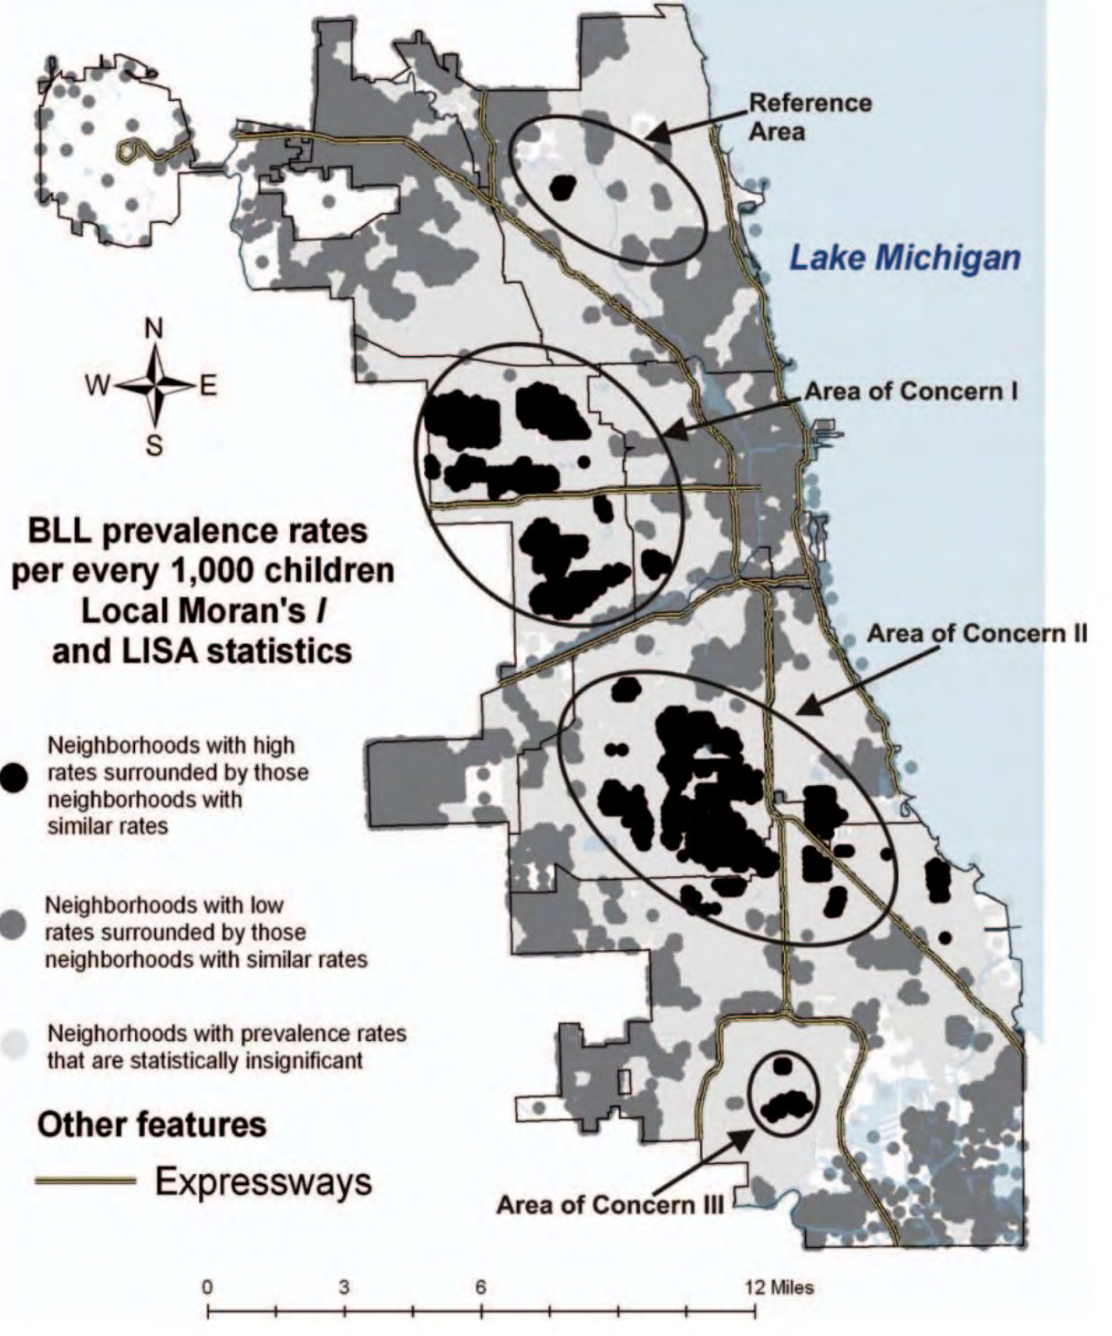 Reference
Area
Lake Michigan
N
W
E
S
Area of Concern I
BLL prevalence rates
per every 1,000 children
Local Moran's I
and LISA statistics
Area of Concern II
Neighborhoods with high
rates surrounded by those
neighborhoods with
similar rates
Neighborhoods with low
rates surrounded by those
neighborhoods with similar rates
Neighorhoods with prevalence rates
that are statistically insignificant
Other features
Expressways
Area of Concern III
0 3 6 12 Miles